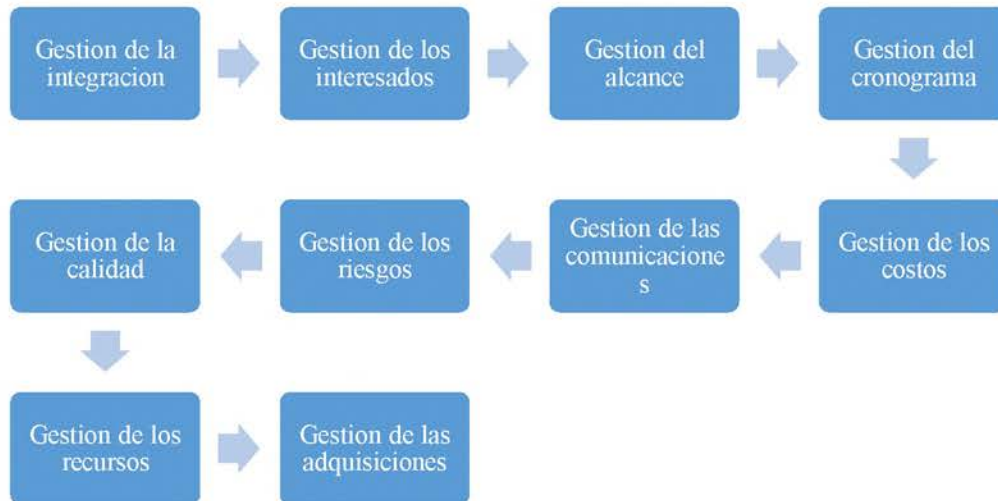 Gestion de la
integracion
Gestion de los
interesados
Gestion del
alcance
Gestion del
cronograma
Gestion de los
costos
Gestion de las
comunicacione
s
Gestion de los
riesgos
Gestion de la
calidad
Gestion de los
recursos
Gestion de las
adquisiciones